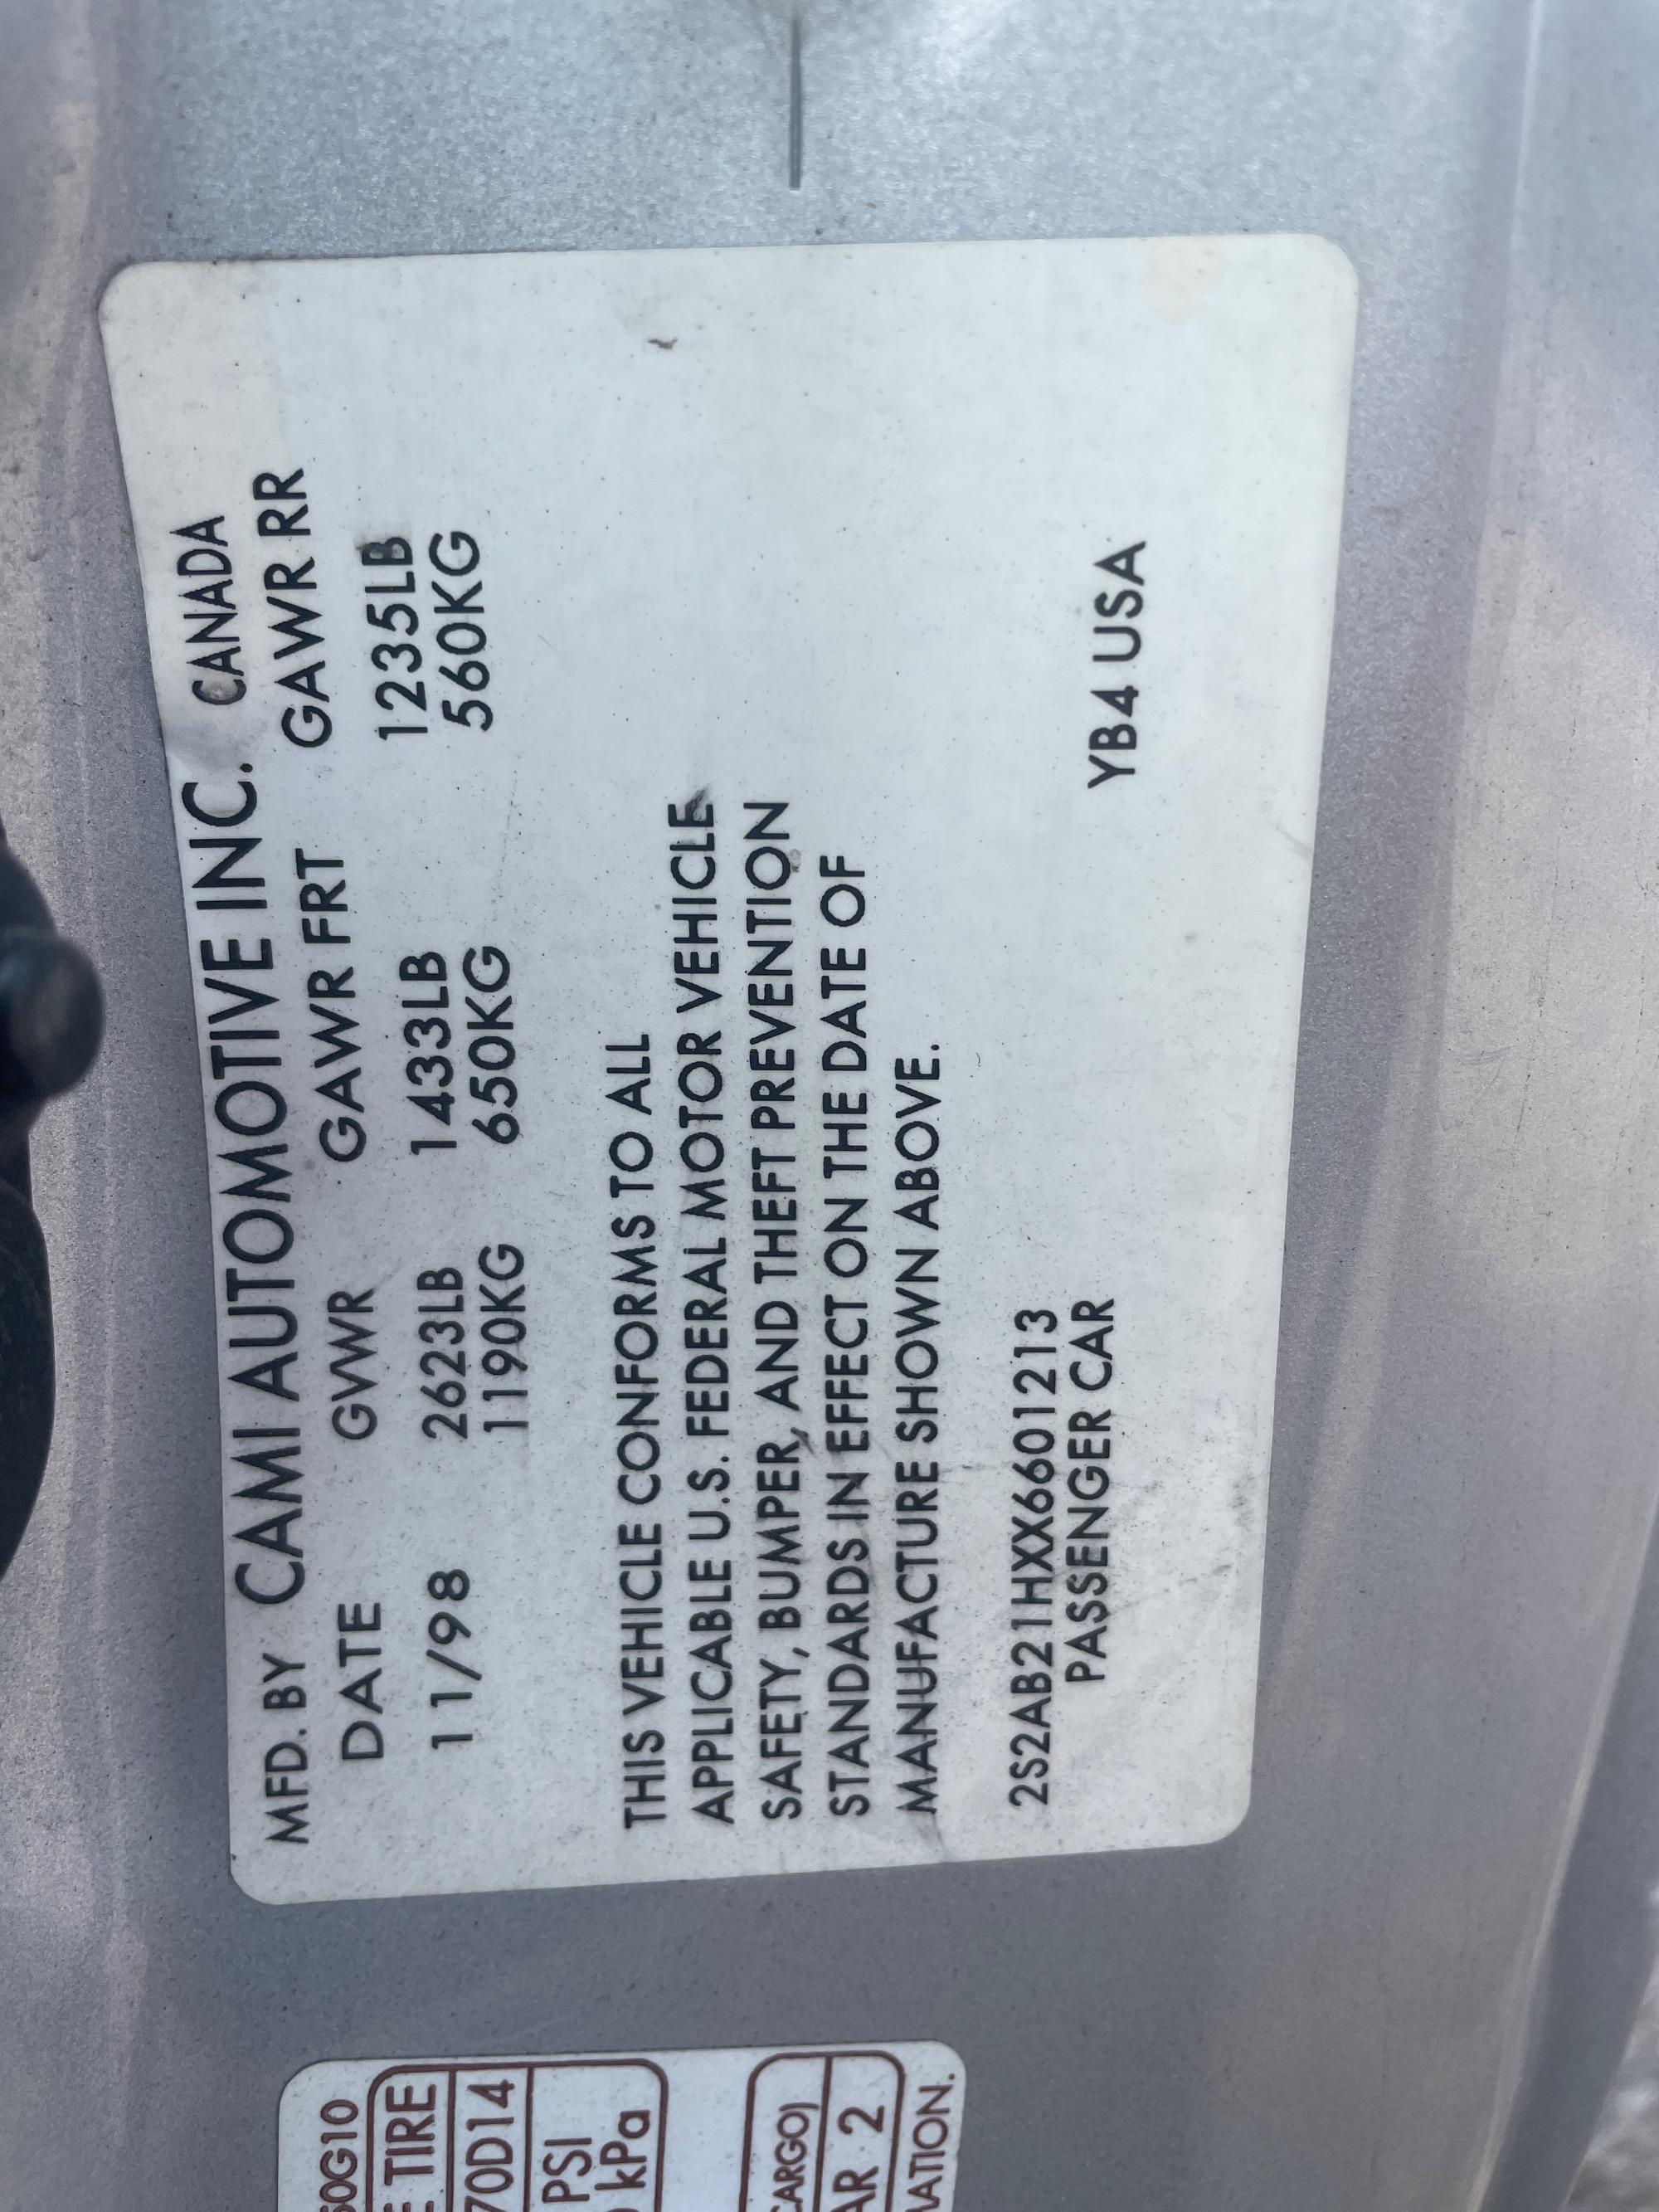 MFD. BY CAMI AUTOMOTIVE INC. CANADA
DATE GVWR GAWR FRT GAWR RR
11/98 2623LB 1433LB 1235LB
1190KG 650KG 560KG
THIS VEHICLE CONFORMS TO ALL
APPLICABLE U.S. FEDERAL MOTOR VEHICLE
SAFETY, BUMPER, AND THEFT PREVENTION
STANDARDS IN EFFECT ON THE DATE OF
MANUFACTURE SHOWN ABOVE.
2S2AB21HXX6601213
PASSENGER CAR
YB4 USA
60G10
TIRE
70D14
PSI
kPa
CARGO)
AR 2
MATION.